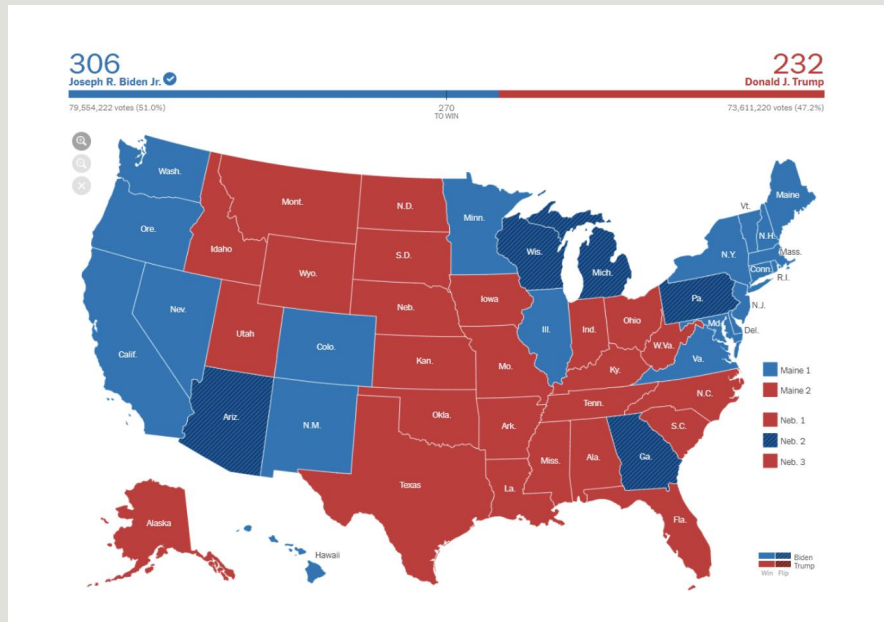 306
232
Joseph R. Biden Jr.
Donald J. Trump
79,554,222 votes (51.0%)
270
TO WIN
73,611,220 votes (47.2%)
Wash.
Mont.
N.D.
Minn.
Maine
Vt.
N.H.
Ore.
Idaho
S.D.
Wis.
Mich.
N.Y.
Mass.
Conn
R.I.
Wyo.
Iowa
Pa.
N.J.
Nev.
Neb.
Ohio
Md.
Del.
Utah
Colo.
Ill.
Ind.
W.Va.
Va.
Calif.
Kan.
Mo.
Ky.
Maine 1
Maine 2
N.C.
Tenn.
Ariz.
N.M.
Okla.
Ark.
S.C.
Neb. 1
Neb. 2
Neb. 3
Miss.
Ala.
Ga.
Texas
La.
Fla.
Alaska
Hawaii
Biden
Trump
Win Flip